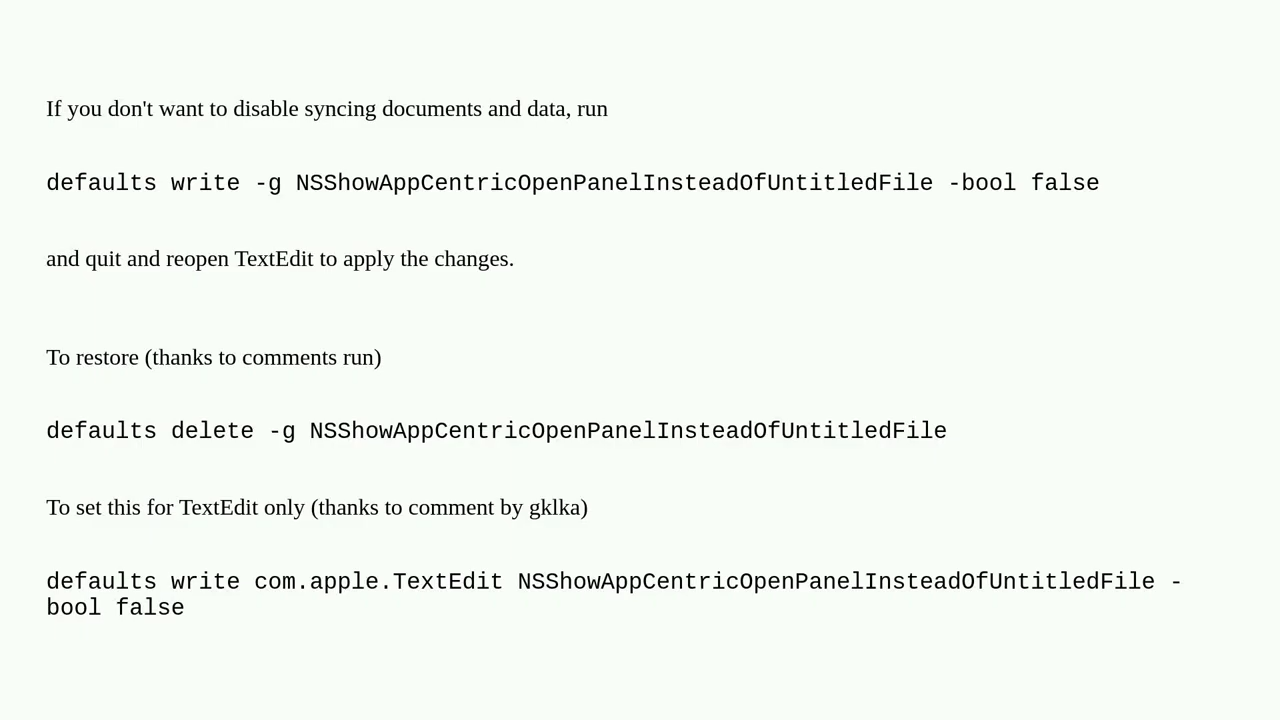 If you don't want to disable syncing documents and data, run
defaults write -g NSShowAppCentricOpenPanelInsteadOfUntitledFile -bool false
and quit and reopen TextEdit to apply the changes.
To restore (thanks to comments run)
defaults delete -g NSShowAppCentricOpenPanelInsteadOfUntitledFile
To set this for TextEdit only (thanks to comment by gklka)
defaults write com.apple.TextEdit NSShowAppCentricOpenPanelInsteadOfUntitledFile -
bool false